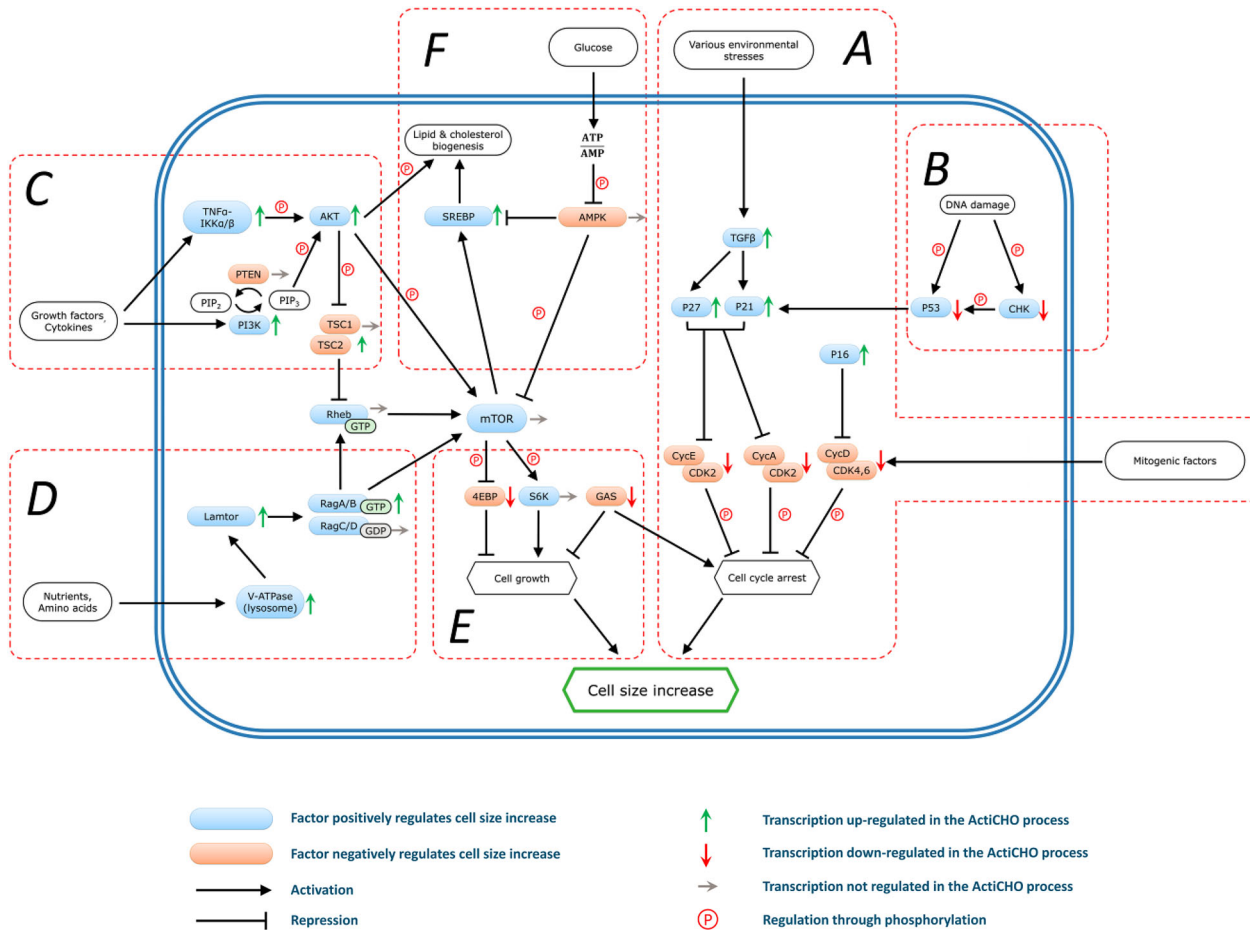 F
Glucose
Various environmental
stresses
A
ATP
AMP
Lipid & cholesterol
biogenesis
P
P
B
C
DNA damage
TNFα-
IKKα/β
P
AKT
SREBP
AMPK
TGFβ
P
P
PTEN
P
P
PIP2
PIP3
P
P
P27
P21
P53
P
CHK
Growth factors,
Cytokines
PI3K
TSC1
TSC2
P16
Rheb
GTP
mTOR
CycE
CDK2
CycA
CDK2
CycD
CDK4,6
Mitogenic factors
P
P
D
RagA/B
GTP
4EBP
S6K
GAS
Lamtor
RagC/D
GDP
P
P
P
Cell growth
Cell cycle arrest
Nutrients,
Amino acids
V-ATPase
(lysosome)
E
Cell size increase
Factor positively regulates cell size increase
Transcription up-regulated in the ActiCHO process
Factor negatively regulates cell size increase
Transcription down-regulated in the ActiCHO process
Activation
Transcription not regulated in the ActiCHO process
Repression
P
Regulation through phosphorylation